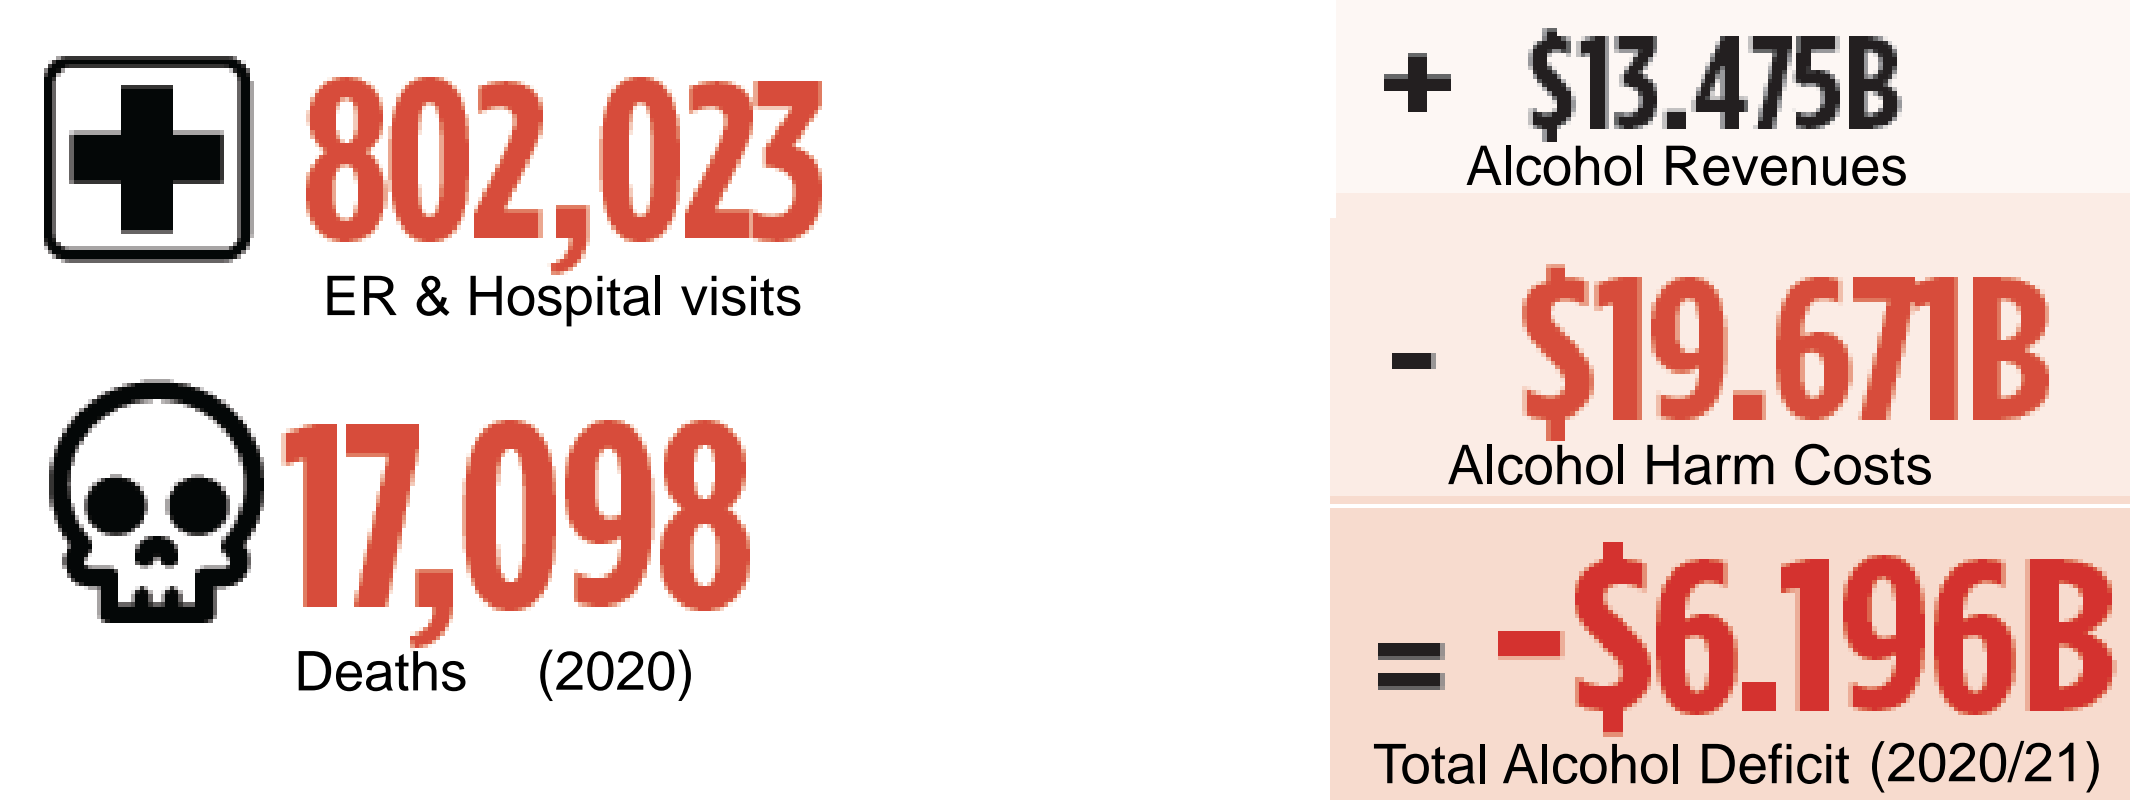 802,023
ER & Hospital visits
17,098
Deaths (2020)
+ $13.475B
Alcohol Revenues
- $19.671B
Alcohol Harm Costs
= -$6.196B
Total Alcohol Deficit (2020/21)